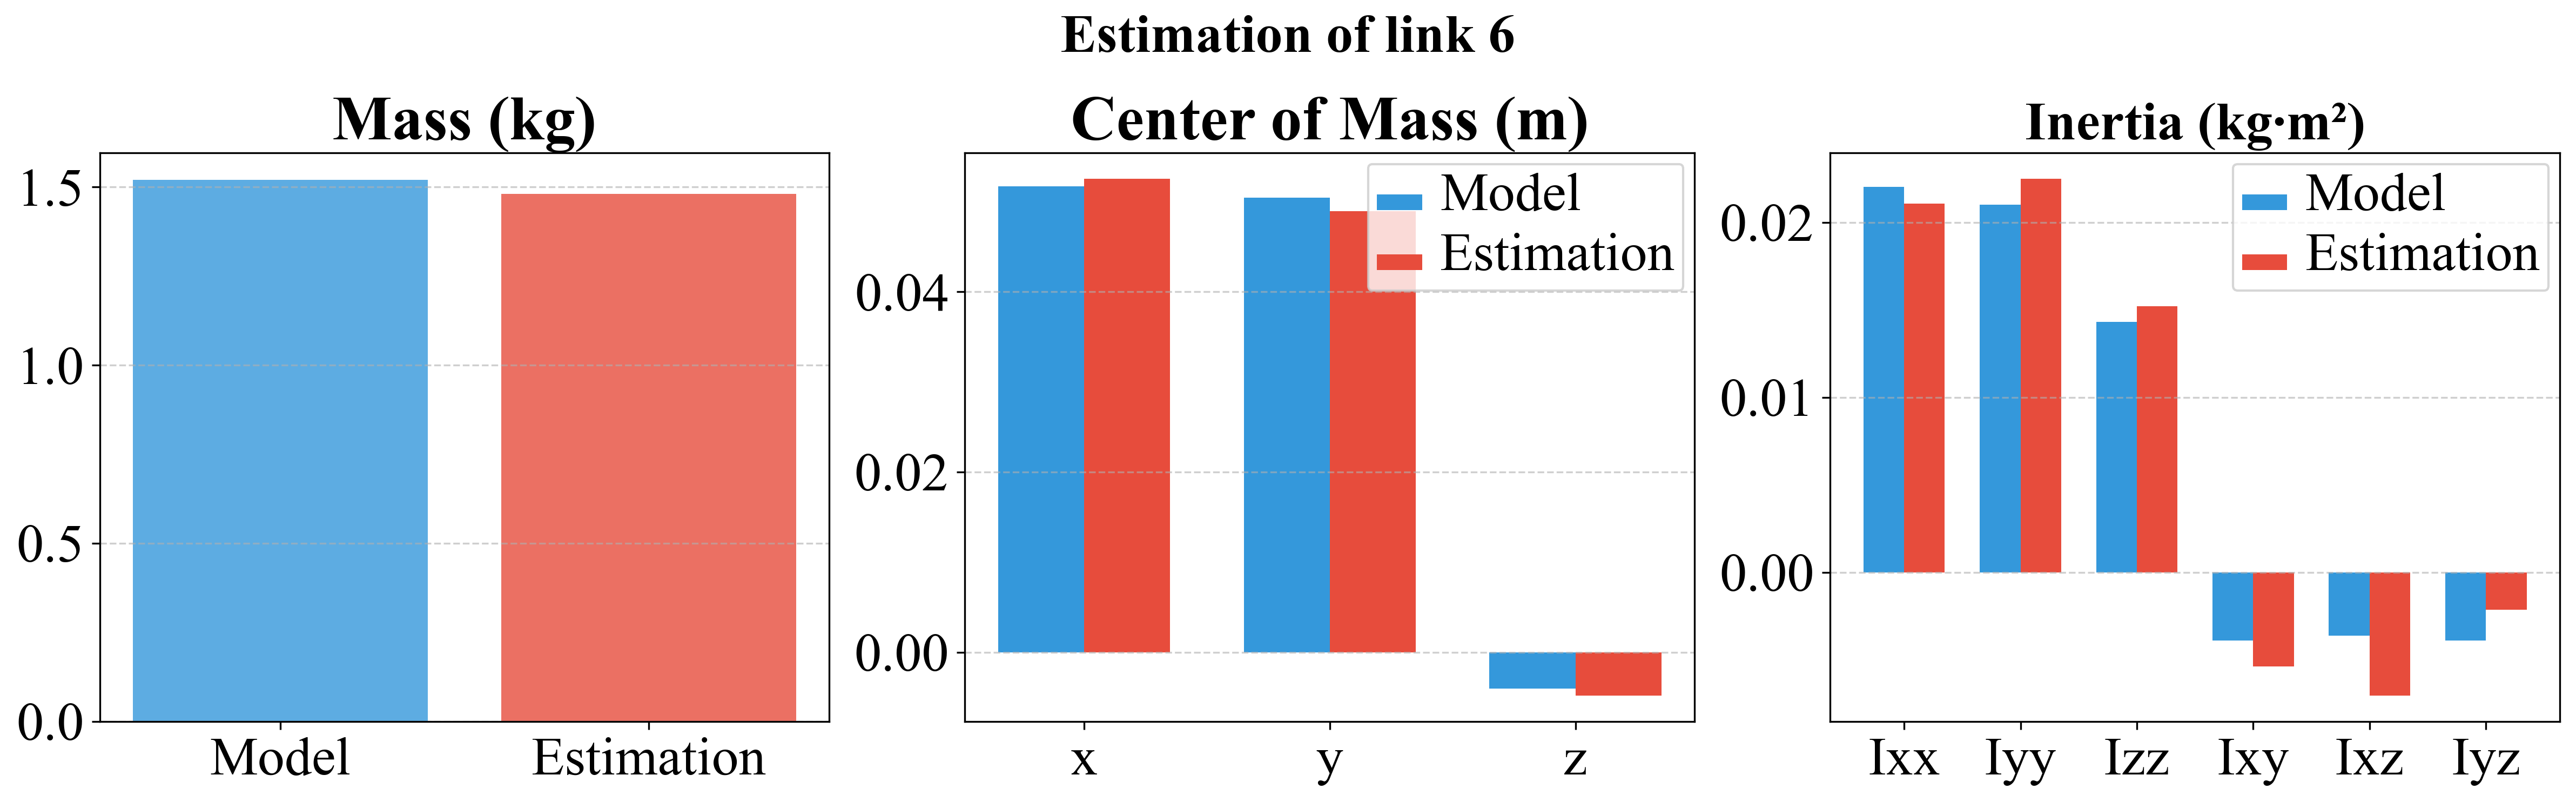 Estimation of link 6
Mass (kg)
1.5
1.0
0.5
0.0
Model Estimation
Center of Mass (m)
Model
Estimation
0.04
0.02
0.00
x y z
Inertia (kg·m²)
Model
Estimation
0.02
0.01
0.00
Ixx Iyy Izz Ixy Ixz Iyz